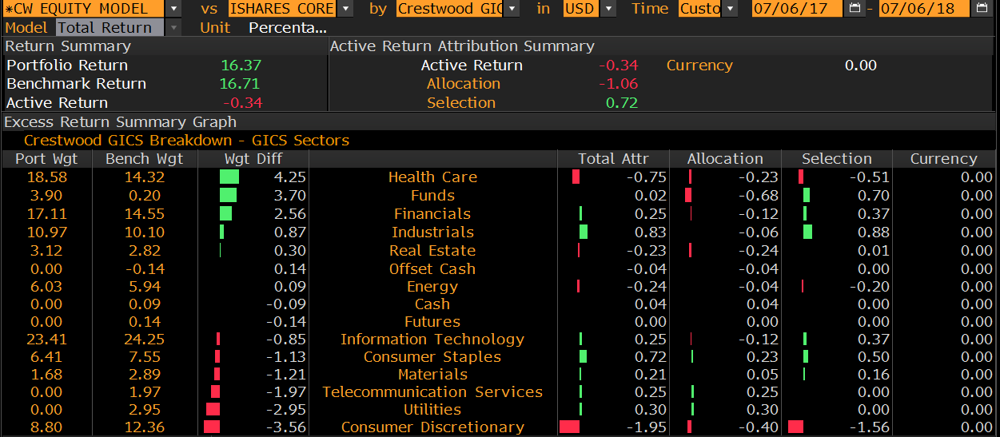 *CW EQUITY MODEL vs ISHARES CORE by Crestwood GIC in USD Time Custo 07/06/17 - 07/06/18
Model Total Return Unit Percenta...
Return Summary Active Return Attribution Summary
Portfolio Return 16.37 Active Return -0.34 Currency 0.00
Benchmark Return 16.71 Allocation -1.06
Active Return -0.34 Selection 0.72
Excess Return Summary Graph
Crestwood GICS Breakdown - GICS Sectors
Port Wgt Bench Wgt Wgt Diff Total Attr Allocation Selection Currency
18.58 14.32 4.25 Health Care -0.75 -0.23 -0.51 0.00
3.90 0.20 3.70 Funds 0.02 -0.68 0.70 0.00
17.11 14.55 2.56 Financials 0.25 -0.12 0.37 0.00
10.97 10.10 0.87 Industrials 0.83 -0.06 0.88 0.00
3.12 2.82 0.30 Real Estate -0.23 -0.24 0.01 0.00
0.00 -0.14 0.14 Offset Cash -0.04 -0.04 0.00 0.00
6.03 5.94 0.09 Energy -0.24 -0.04 -0.20 0.00
0.00 0.09 -0.09 Cash 0.04 0.04 0.00 0.00
0.00 0.14 -0.14 Futures 0.00 0.00 0.00 0.00
23.41 24.25 -0.85 Information Technology 0.25 -0.12 0.37 0.00
6.41 7.55 -1.13 Consumer Staples 0.72 0.23 0.50 0.00
1.68 2.89 -1.21 Materials 0.21 0.05 0.16 0.00
0.00 1.97 -1.97 Telecommunication Services 0.25 0.25 0.00 0.00
0.00 2.95 -2.95 Utilities 0.30 0.30 0.00 0.00
8.80 12.36 -3.56 Consumer Discretionary -1.95 -0.40 -1.56 0.00